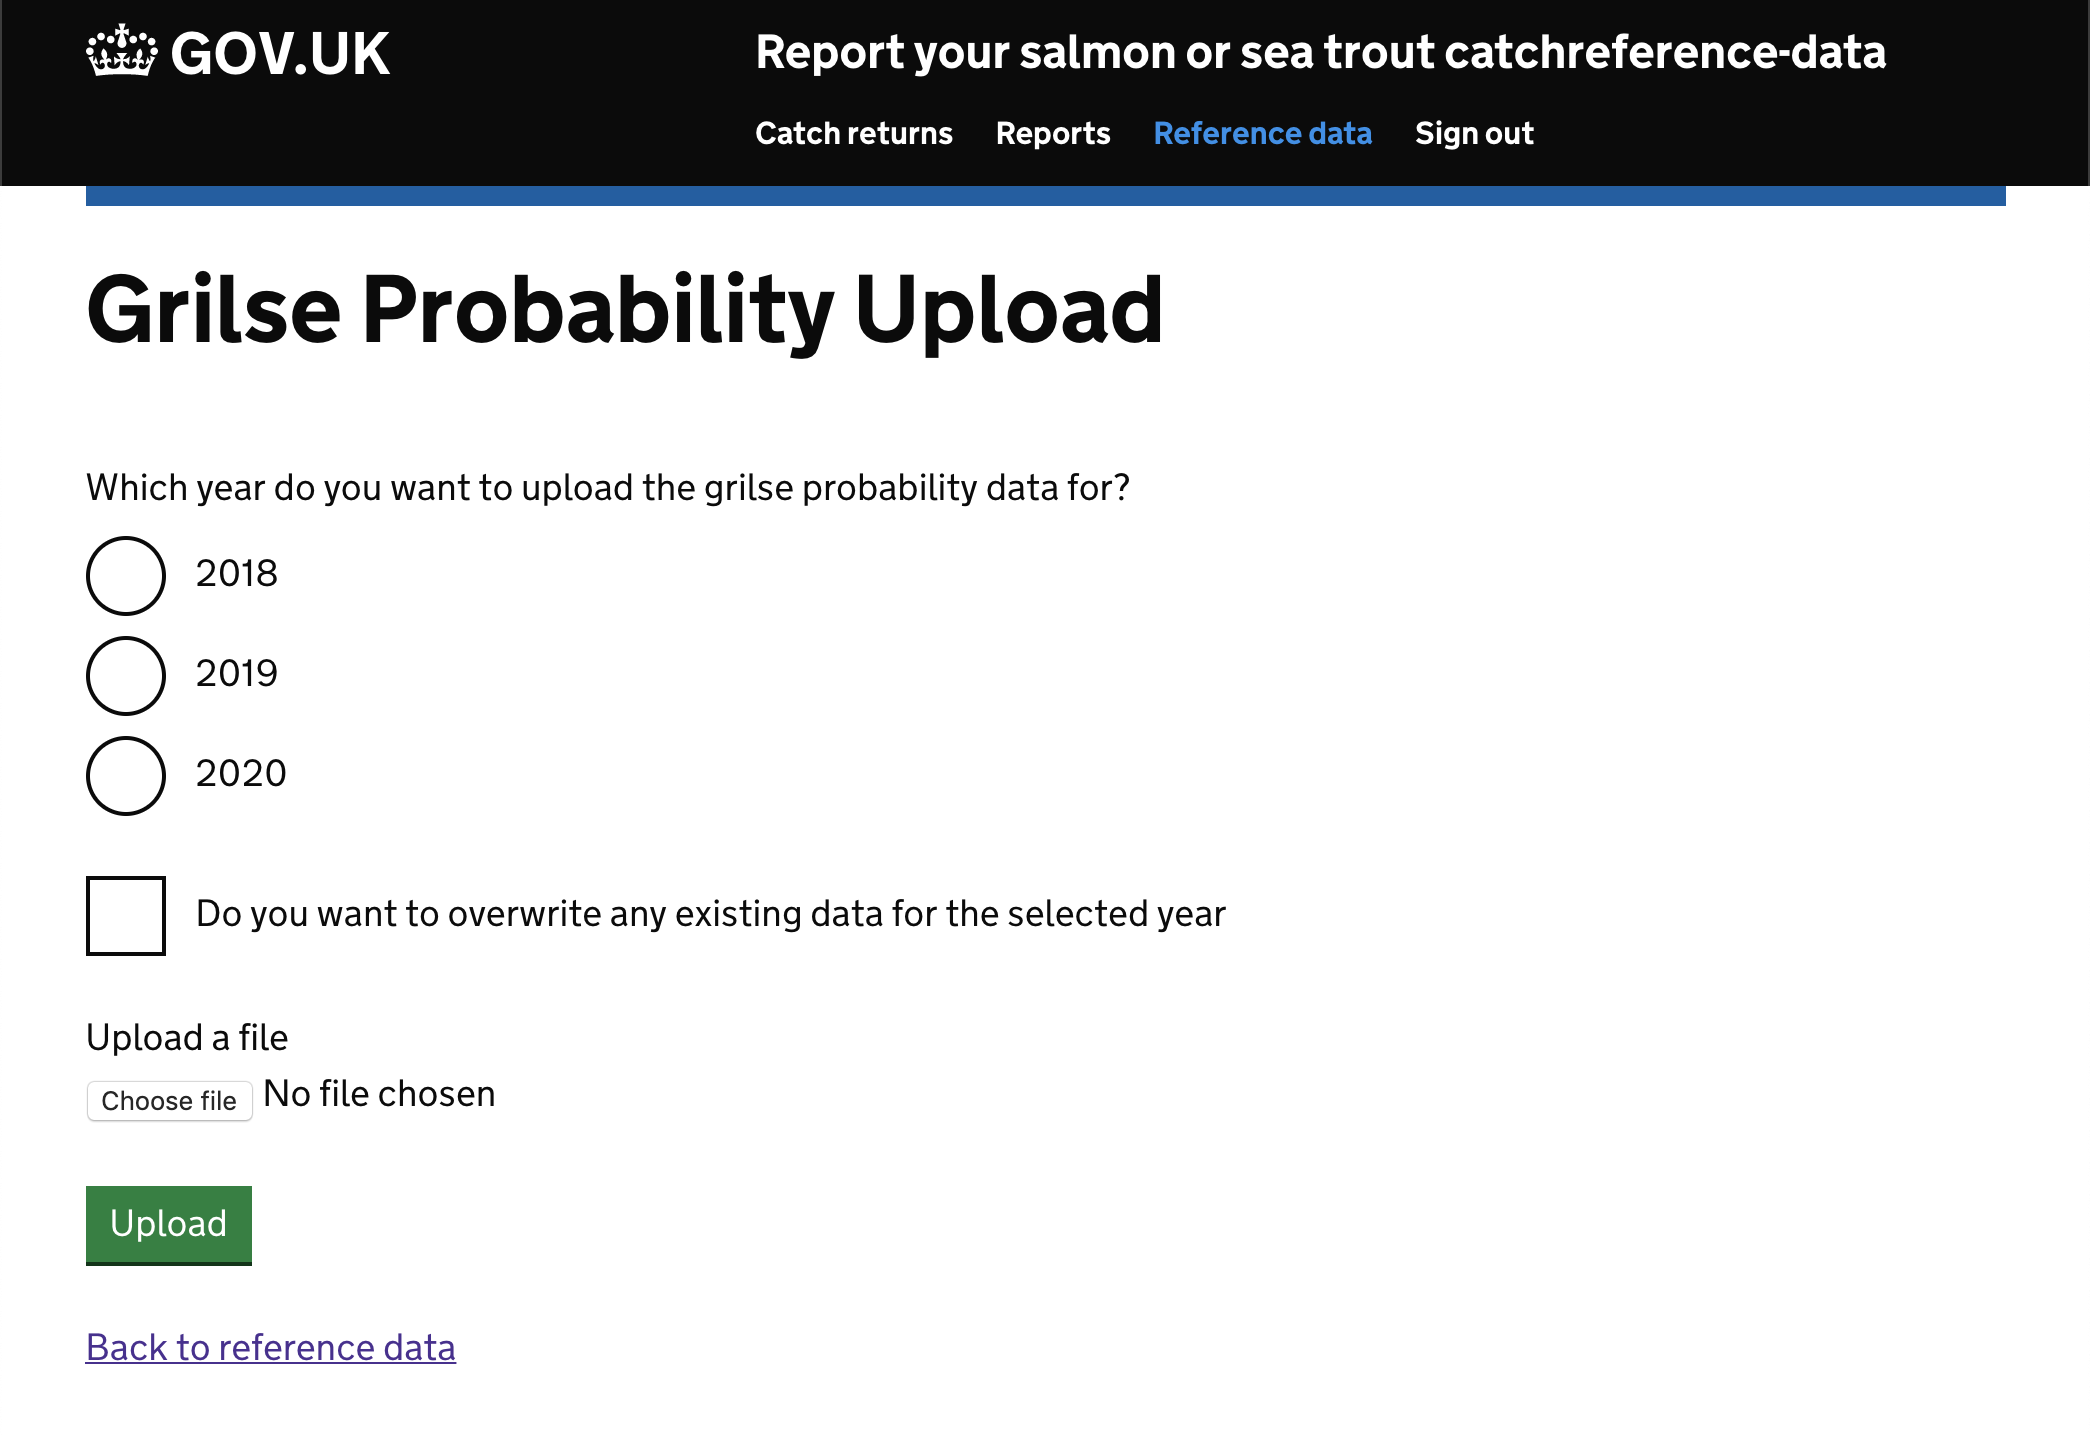 GOV.UK
Report your salmon or sea trout catchreference-data
Catch returns Reports Reference data Sign out
Grilse Probability Upload
Which year do you want to upload the grilse probability data for?
2018
2019
2020
Do you want to overwrite any existing data for the selected year
Upload a file
Choose file No file chosen
Upload
Back to reference data